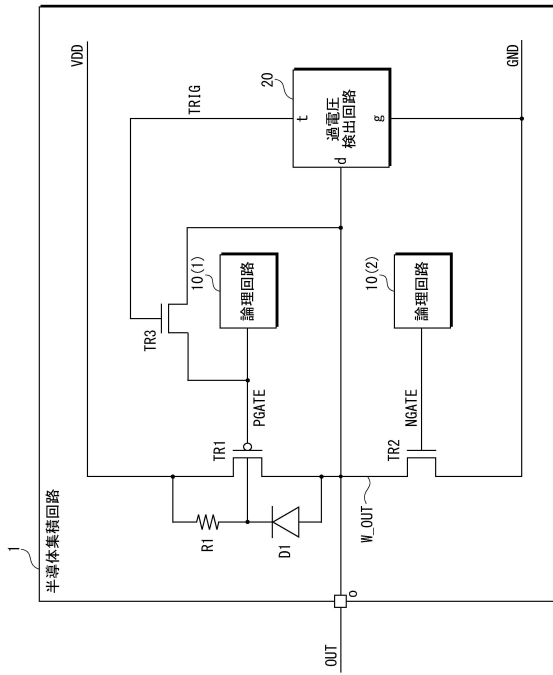 1
半導体集積回路
VDD
TRIG
20
過電圧
検出回路
t
d
g
TR3
10(1)
論理回路
PGATE
TR1
R1
D1
10(2)
論理回路
NGATE
TR2
W_OUT
GND
OUT
o